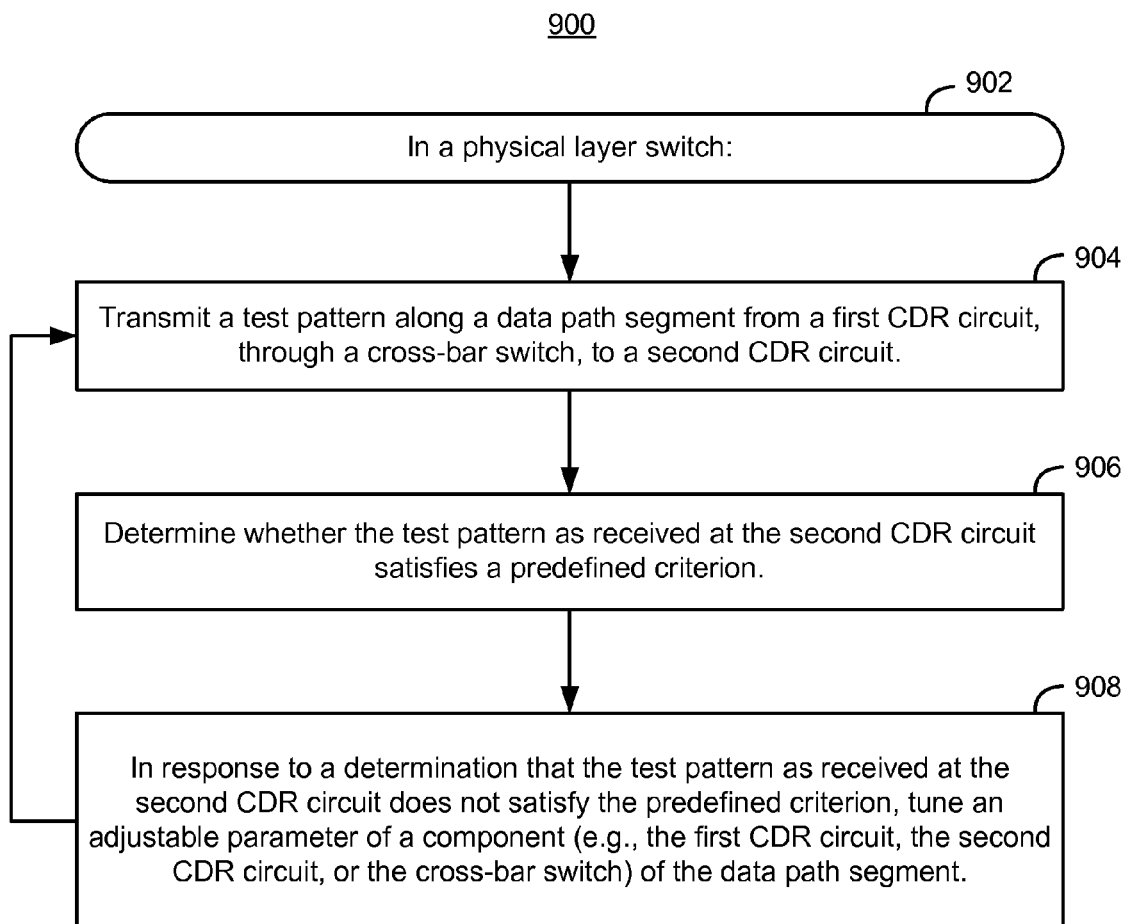 900
902
In a physical layer switch:
904
Transmit a test pattern along a data path segment from a first CDR circuit,
through a cross-bar switch, to a second CDR circuit.
906
Determine whether the test pattern as received at the second CDR circuit
satisfies a predefined criterion.
908
In response to a determination that the test pattern as received at the
second CDR circuit does not satisfy the predefined criterion, tune an
adjustable parameter of a component (e.g., the first CDR circuit, the second
CDR circuit, or the cross-bar switch) of the data path segment.